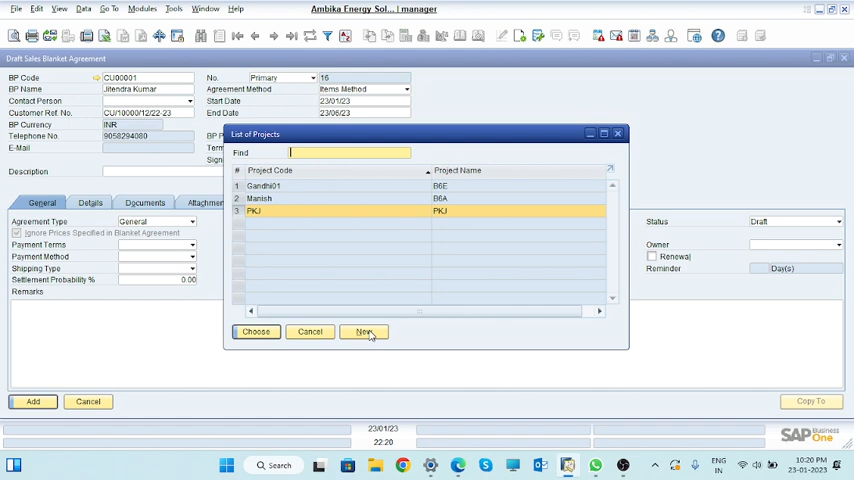 File Edit View Data Go To Modules Tools Window Help Ambika Energy Sol... | manager
Draft Sales Blanket Agreement
BP Code CU00001 No. Primary 16
BP Name Jitendra Kumar Agreement Method Items Method
Contact Person Start Date 23/01/23
Customer Ref. No. CU/10000/12/22-23 End Date 23/06/23
BP Currency INR
Telephone No. 9058294080 BP P
E-Mail
Description
List of Projects
Find
# Project Code Project Name
1 Gandhi01 B6E
2 Manish B6A
3 PKJ PKJ
Choose Cancel New
General Details Documents Attachm
Agreement Type General
Ignore Prices Specified in Blanket Agreement
Payment Terms
Payment Method
Shipping Type
Settlement Probability % 0.00
Remarks
Status Draft
Owner
Renewal
Reminder Day(s)
Add Cancel Copy To
23/01/23
22:20
SAP Business One
Search
ENG
IN
10:20 PM
23-01-2023